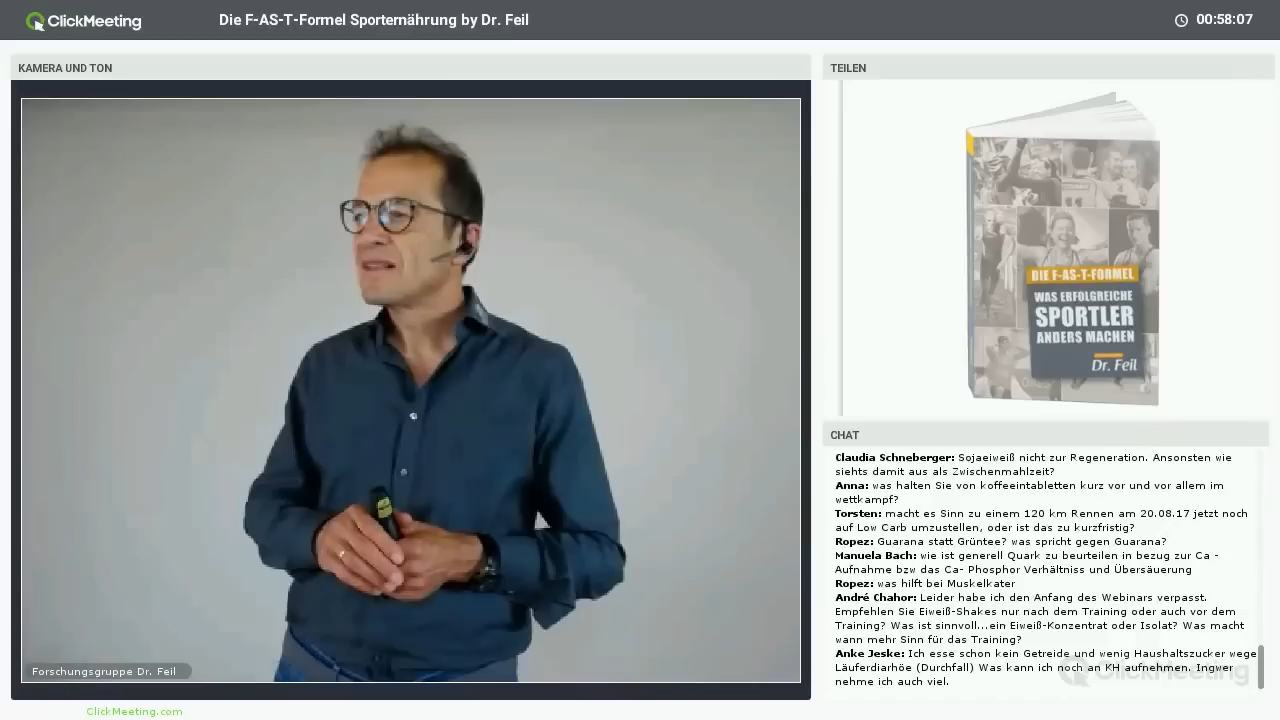 ClickMeeting
Die F-AS-T-Formel Sporternährung by Dr. Feil
00:58:07
KAMERA UND TON
Forschungsgruppe Dr. Feil
TEILEN
DIE F-AS-T-FORMEL
WAS ERFOLGREICHE
SPORTLER
ANDERS MACHEN
Dr. Feil
CHAT
Claudia Schneberger: Sojaeiweiß nicht zur Regeneration. Ansonsten wie
siehts damit aus als Zwischenmahlzeit?
Anna: was halten Sie von koffeeintabletten kurz vor und vor allem im
wettkampf?
Torsten: macht es Sinn zu einem 120 km Rennen am 20.08.17 jetzt noch
auf Low Carb umzustellen, oder ist das zu kurzfristig?
Ropez: Guarana statt Grüntee? was spricht gegen Guarana?
Manuela Bach: wie ist generell Quark zu beurteilen in bezug zur Ca -
Aufnahme bzw das Ca- Phosphor Verhältniss und Übersäuerung
Ropez: was hilft bei Muskelkater
André Chahor: Leider habe ich den Anfang des Webinars verpasst.
Empfehlen Sie Eiweiß-Shakes nur nach dem Training oder auch vor dem
Training? Was ist sinnvoll...ein Eiweiß-Konzentrat oder Isolat? Was macht
wann mehr Sinn für das Training?
Anke Jeske: Ich esse schon kein Getreide und wenig Haushaltszucker wege
Läuferdiarhöe (Durchfall) Was kann ich noch an KH aufnehmen. Ingwer
nehme ich auch viel.
ClickMeeting
ClickMeeting.com